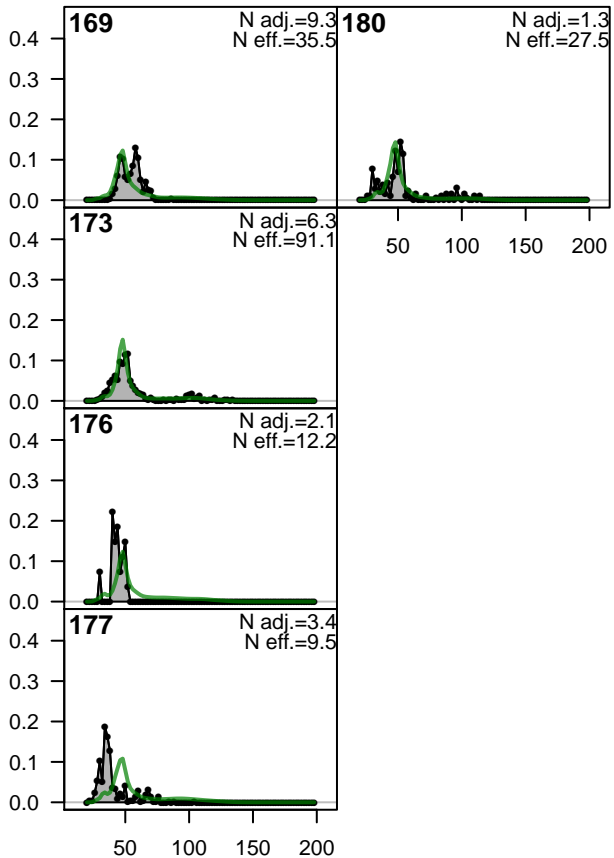 169
N adj.=9.3
N eff.=35.5
0.4
0.3
0.2
0.1
0.0
180
N adj.=1.3
N eff.=27.5
50 100 150 200
173
N adj.=6.3
N eff.=91.1
0.4
0.3
0.2
0.1
0.0
176
N adj.=2.1
N eff.=12.2
0.4
0.3
0.2
0.1
0.0
177
N adj.=3.4
N eff.=9.5
0.4
0.3
0.2
0.1
0.0
50 100 150 200